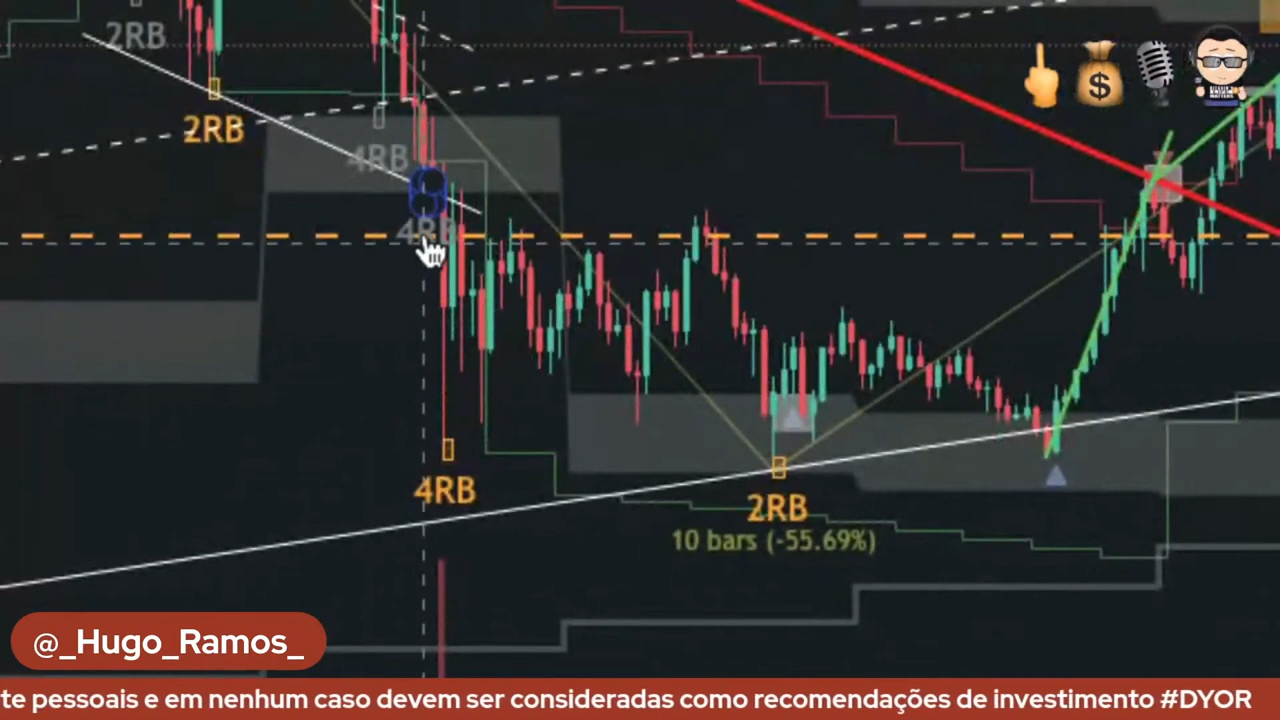 2RB
2RB
4RB
4RB
8
4RB
2RB
10 bars (-55.69%)
@_Hugo_Ramos_
te pessoais e em nenhum caso devem ser consideradas como recomendações de investimento #DYOR